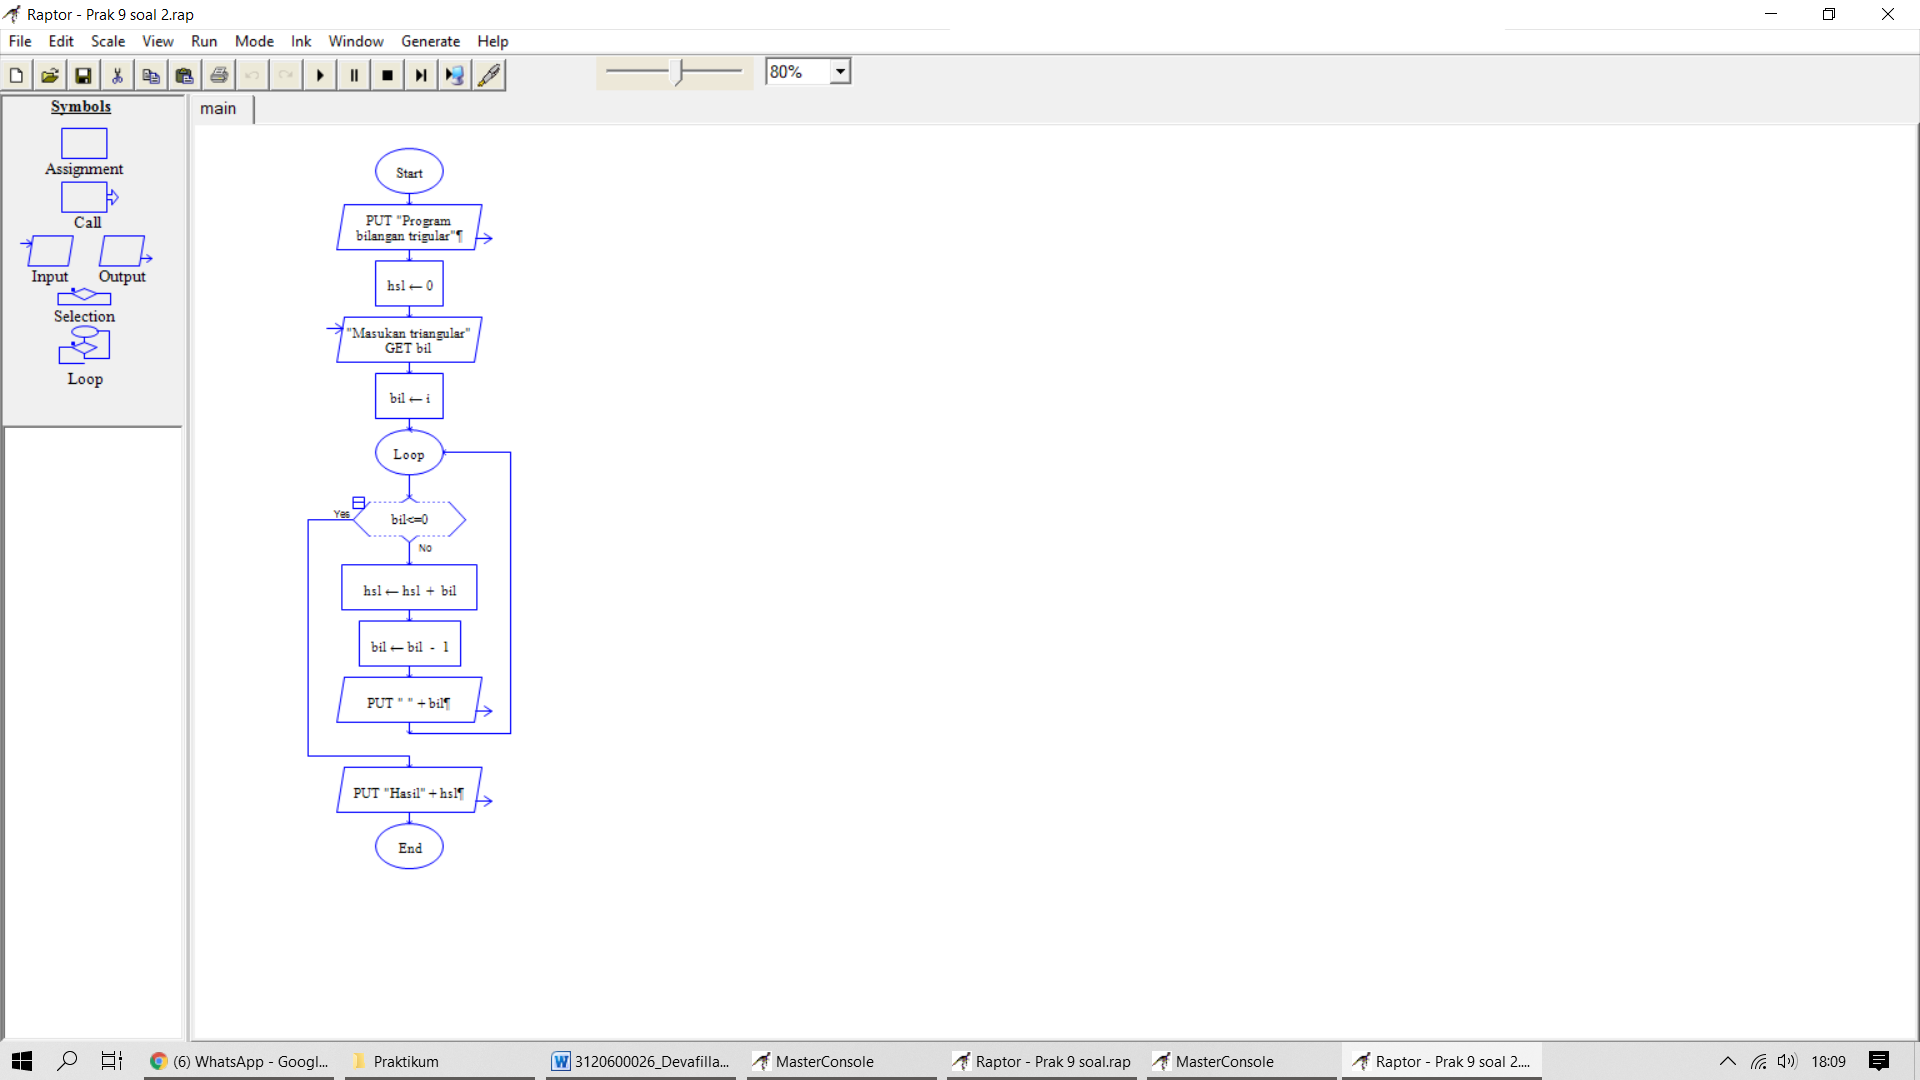 Raptor - Prak 9 soal 2.rap
File Edit Scale View Run Mode Ink Window Generate Help
80%
Symbols
Assignment
Call
Input Output
Selection
Loop
main
Start
PUT "Program
bilangan trigular"¶
hsl ← 0
"Masukan triangular"
GET bil
bil ← i
Loop
Yes
bil<=0
No
hsl ← hsl + bil
bil ← bil - 1
PUT " " + bil¶
PUT "Hasil" + hsl¶
End
(6) WhatsApp - Googl...
Praktikum
3120600026_Devafilla...
MasterConsole
Raptor - Prak 9 soal.rap
MasterConsole
Raptor - Prak 9 soal 2....
18:09